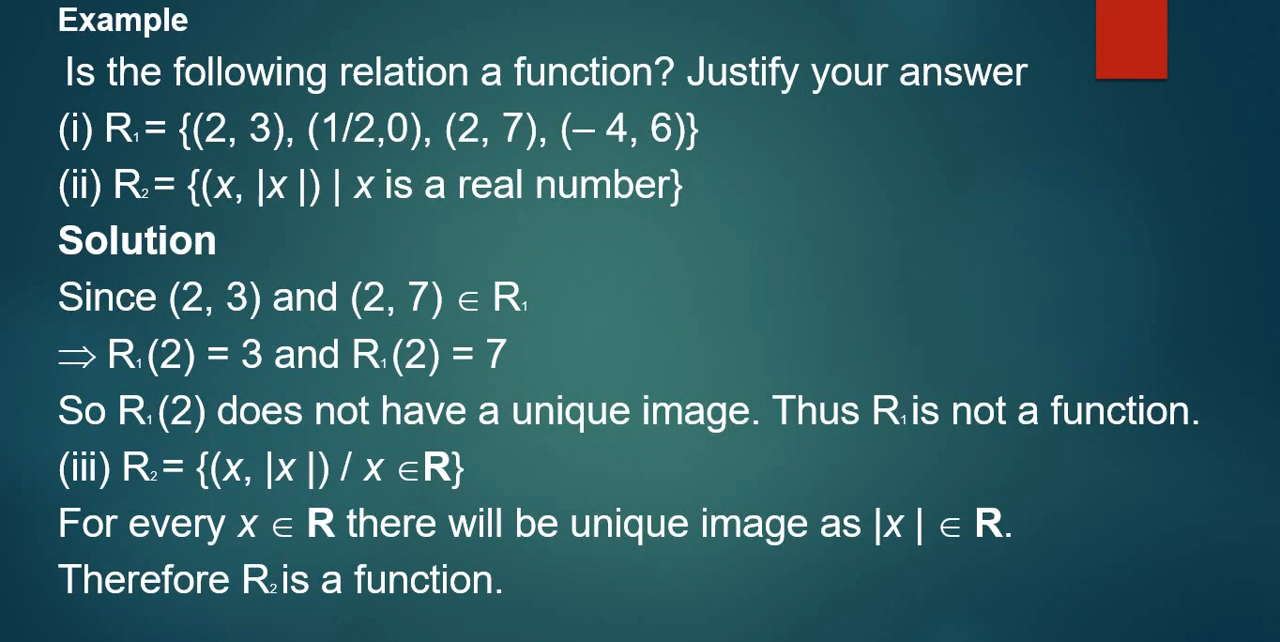 Example
Is the following relation a function? Justify your answer
(i) R₁ = {(2, 3), (1/2,0), (2, 7), (– 4, 6)}
(ii) R₂ = {(x, |x |) | x is a real number}
Solution
Since (2, 3) and (2, 7) ∈ R₁
⇒ R₁(2) = 3 and R₁(2) = 7
So R₁(2) does not have a unique image. Thus R₁ is not a function.
(iii) R₂ = {(x, |x |) / x ∈R}
For every x ∈ R there will be unique image as |x | ∈ R.
Therefore R₂ is a function.